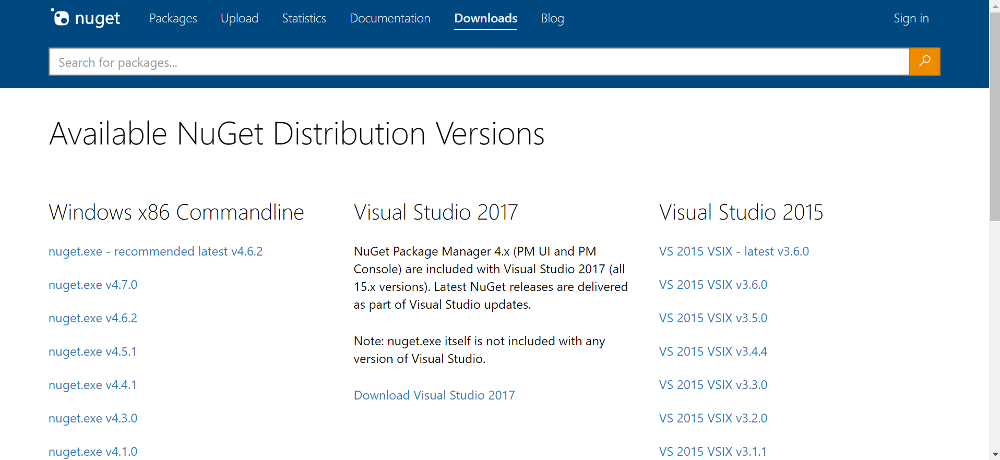 nuget Packages Upload Statistics Documentation Downloads Blog Sign in
Search for packages...
Available NuGet Distribution Versions
Windows x86 Commandline
nuget.exe - recommended latest v4.6.2
nuget.exe v4.7.0
nuget.exe v4.6.2
nuget.exe v4.5.1
nuget.exe v4.4.1
nuget.exe v4.3.0
nuget.exe v4.1.0
Visual Studio 2017
NuGet Package Manager 4.x (PM UI and PM
Console) are included with Visual Studio 2017 (all
15.x versions). Latest NuGet releases are delivered
as part of Visual Studio updates.
Note: nuget.exe itself is not included with any
version of Visual Studio.
Download Visual Studio 2017
Visual Studio 2015
VS 2015 VSIX - latest v3.6.0
VS 2015 VSIX v3.6.0
VS 2015 VSIX v3.5.0
VS 2015 VSIX v3.4.4
VS 2015 VSIX v3.3.0
VS 2015 VSIX v3.2.0
VS 2015 VSIX v3.1.1